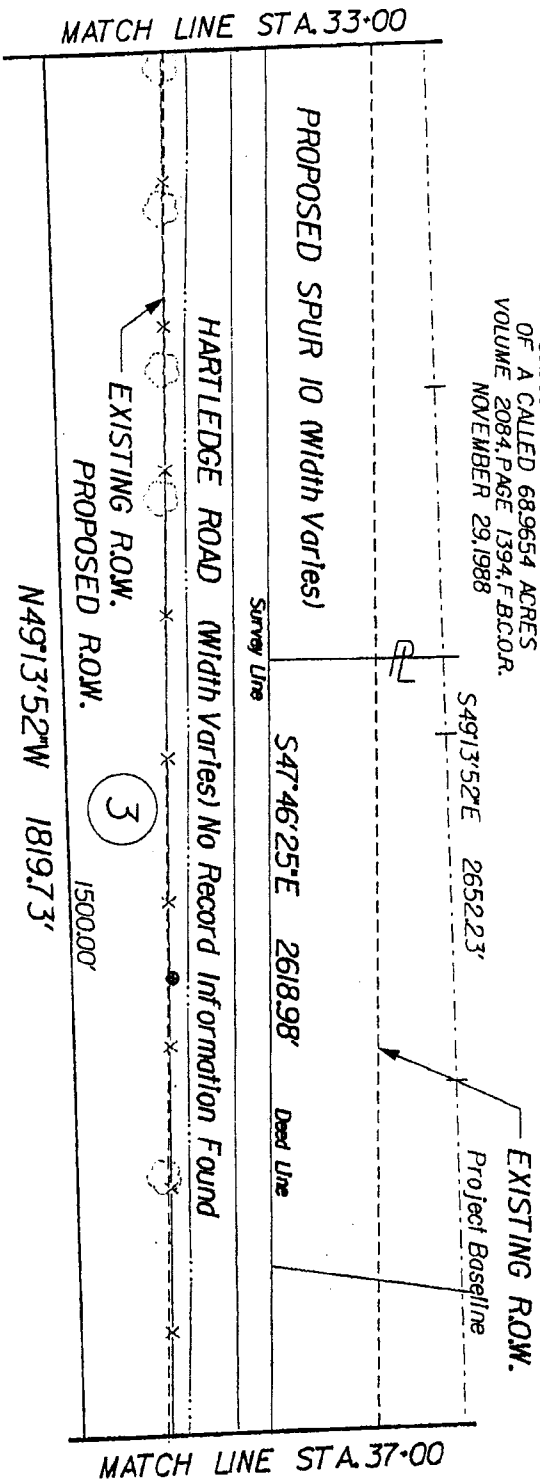 MATCH LINE STA. 33+00
OF A CALLED 68.9654 ACRES
VOLUME 2084, PAGE 1394, F.B.C.O.R.
NOVEMBER 29, 1988
PROPOSED SPUR 10 (Width Varies)
PL
S49°13'52"E 2652.23'
EXISTING R.O.W.
Project Baseline
Survey Line
S47°46'25"E 2618.98'
Deed Line
HARTLEDGE ROAD (Width Varies) No Record Information Found
EXISTING R.O.W.
PROPOSED R.O.W.
3
1500.00'
N49°13'52"W 1819.73'
MATCH LINE STA. 37+00